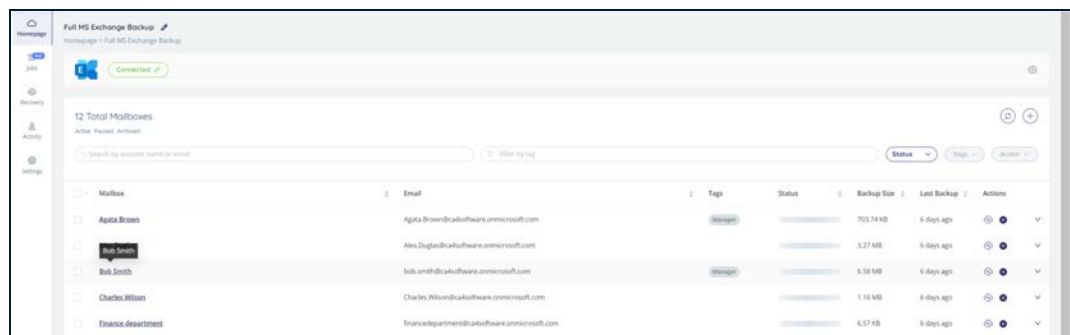 Full MS Exchange Backup
Homepage > Full MS Exchange Backup
Homepage
Jobs
Recovery
Activity
Settings
Connected
12 Total Mailboxes
Active Paused Archived
Search by account name or email
Filter by tag
Status
Tags
Action
Mailbox Email Tags Status Backup Size Last Backup Actions
Agata Brown Agata.Brown@ca4software.onmicrosoft.com Manager 703.74 KB 6 days ago
Alex.Duglas@ca4software.onmicrosoft.com 3.27 MB 6 days ago
Bob Smith
Bob Smith bob.smith@ca4software.onmicrosoft.com Manager 6.58 MB 6 days ago
Charles Wilson Charles.Wilson@ca4software.onmicrosoft.com 1.16 MB 6 days ago
Finance department financedepartment@ca4software.onmicrosoft.com 6.57 KB 6 days ago